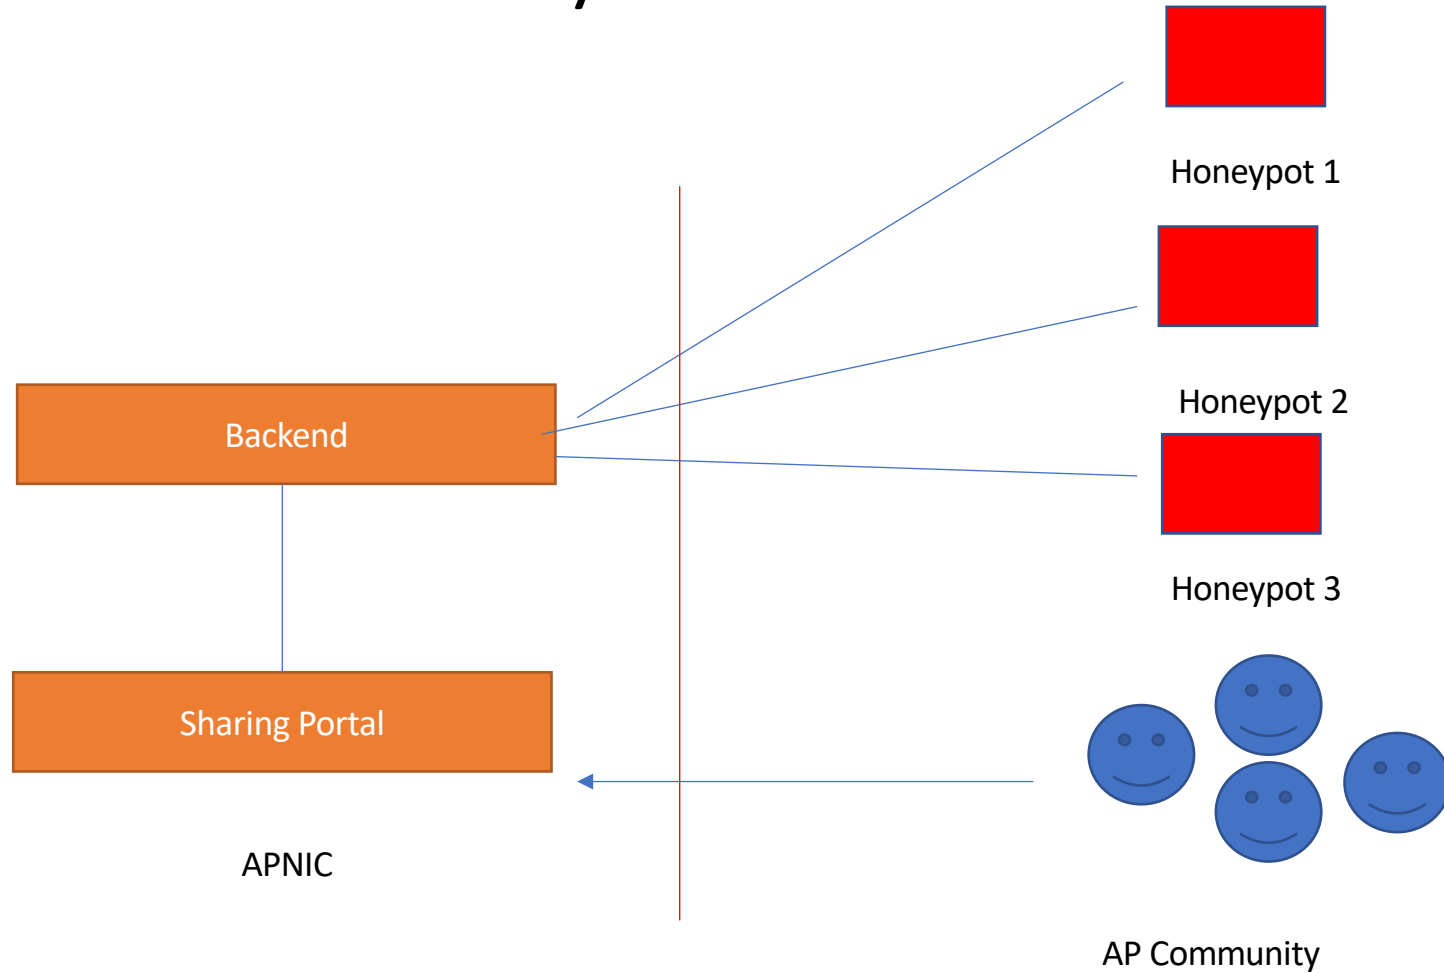 Honeypot 1
Honeypot 2
Backend
Honeypot 3
Sharing Portal
APNIC
AP Community